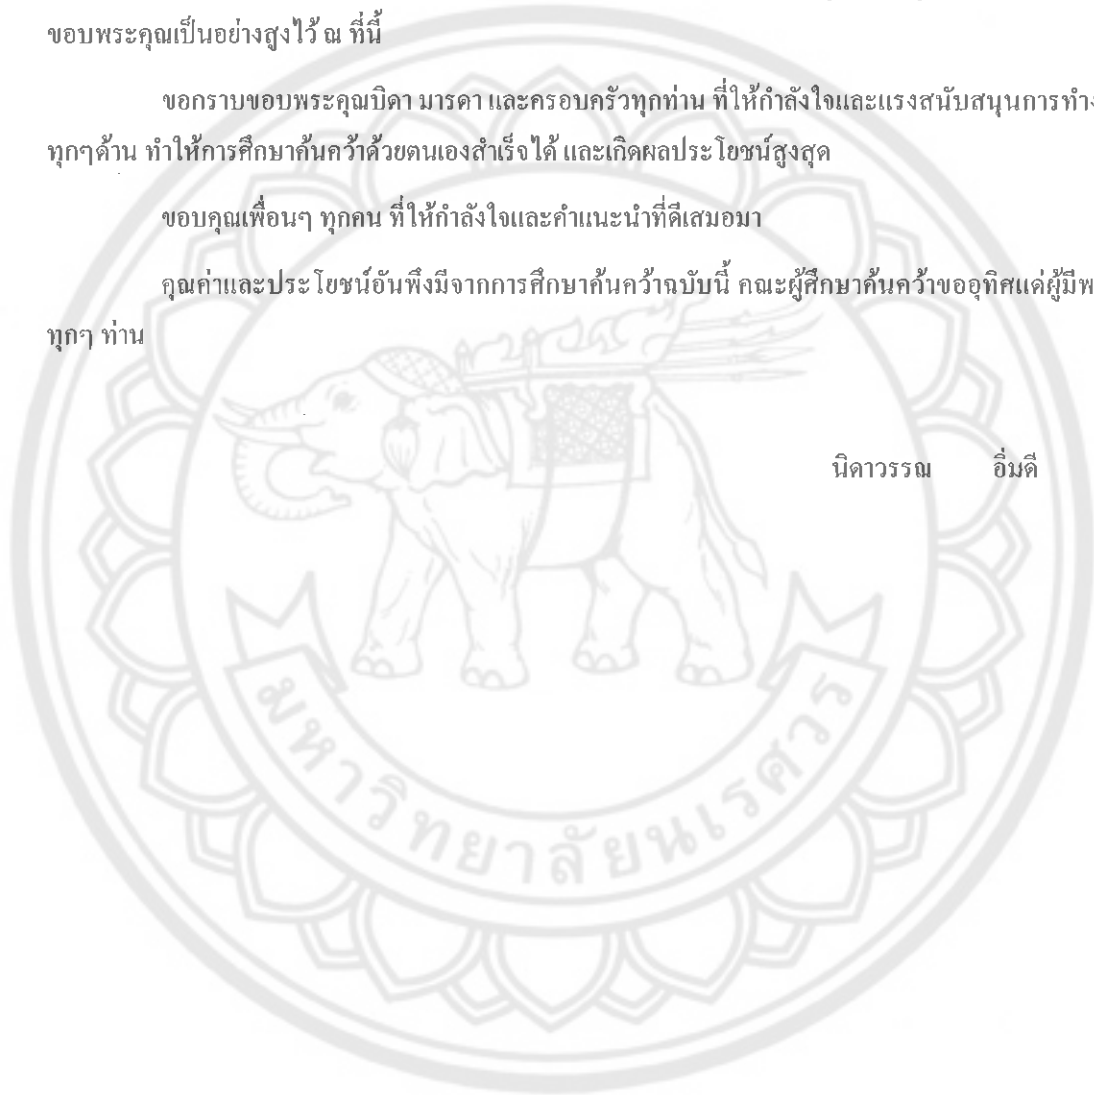 ขอบพระคุณเป็นอย่างสูงไว้ ณ ที่นี้
ขอกราบขอบพระคุณบิดา มารดา และครอบครัวทุกท่าน ที่ให้กำลังใจและแรงสนับสนุนการทำง
ทุกๆด้าน ทำให้การศึกษาค้นคว้าด้วยตนเองสำเร็จได้ และเกิดผลประโยชน์สูงสุด
ขอบคุณเพื่อนๆ ทุกคน ที่ให้กำลังใจและคำแนะนำที่ดีเสมอมา
คุณค่าและประโยชน์อันพึงมีจากการศึกษาค้นคว้าฉบับนี้ คณะผู้ศึกษาค้นคว้าขออุทิศแด่ผู้มีพ
ทุกๆ ท่าน
นิดาวรรณ อิ่มดี
มหาวิทยาลัยนเรศวร